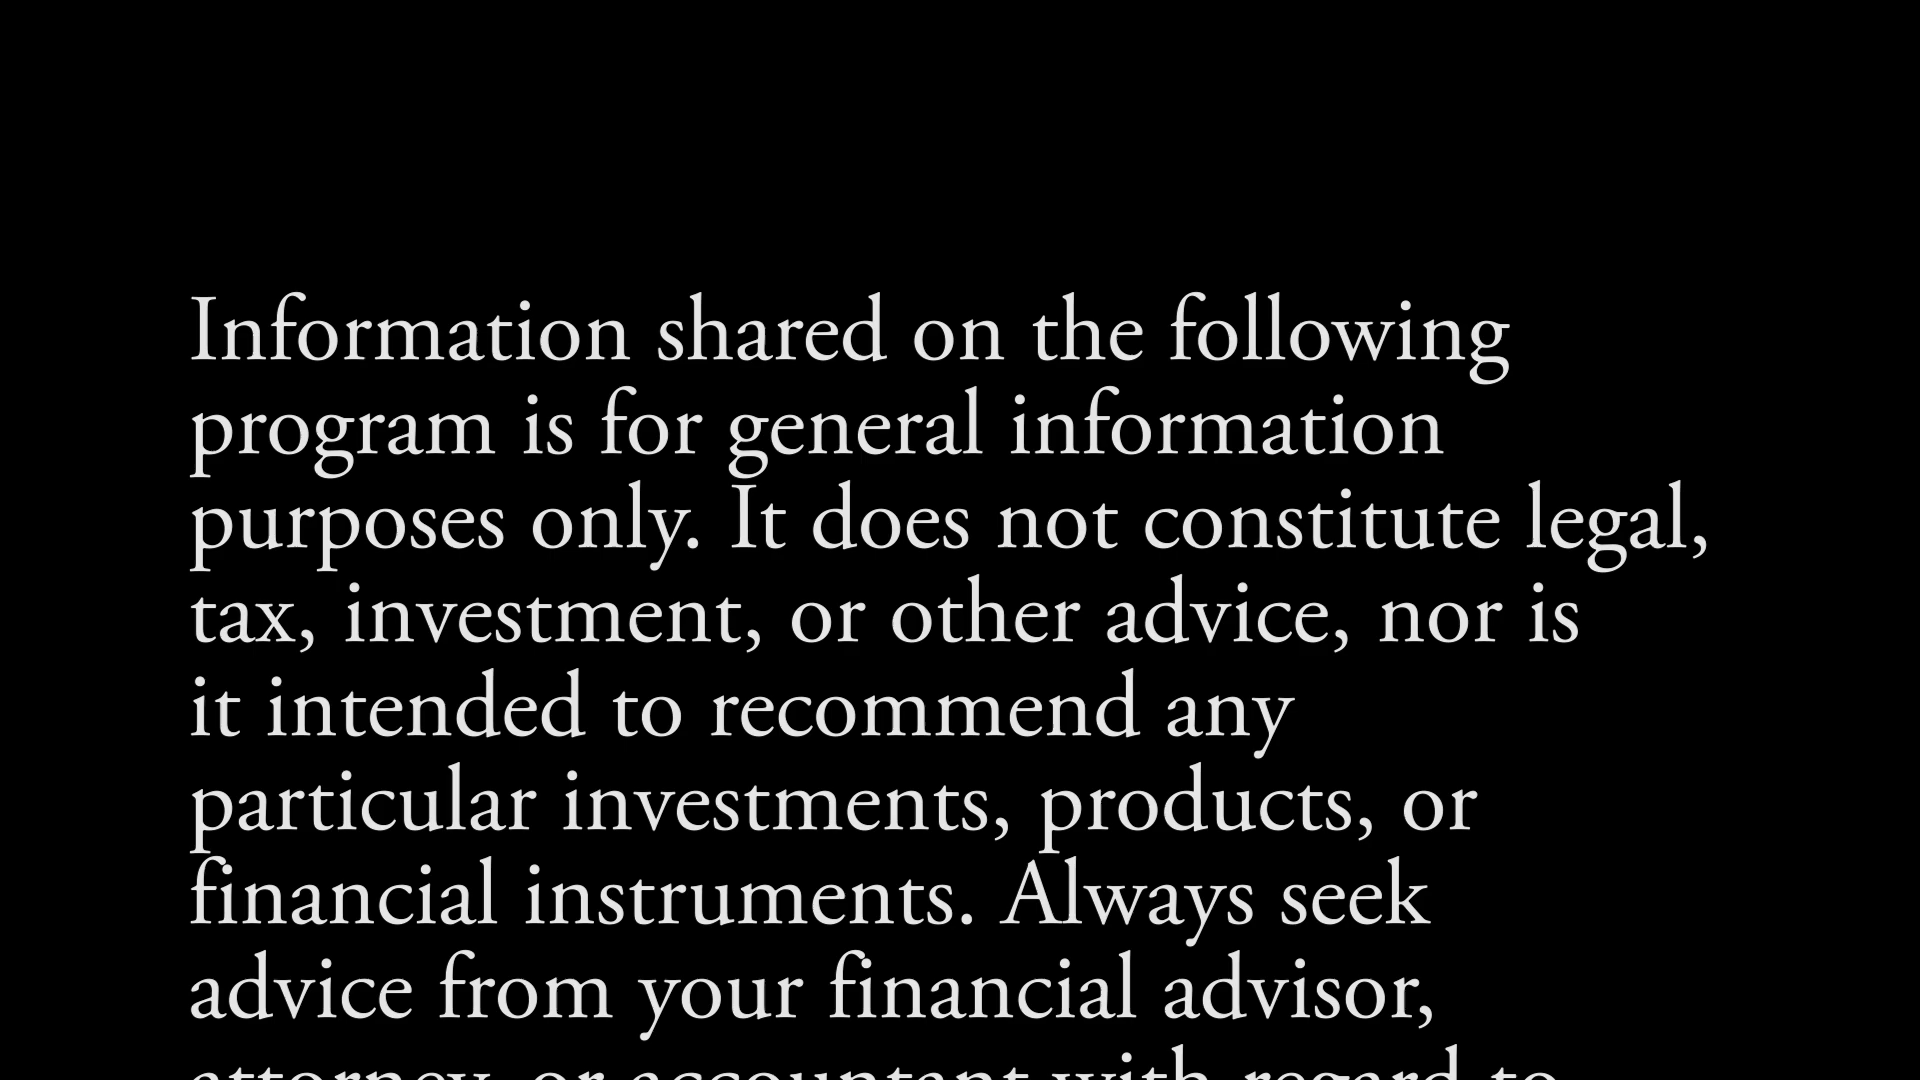 Information shared on the following
program is for general information
purposes only. It does not constitute legal,
tax, investment, or other advice, nor is
it intended to recommend any
particular investments, products, or
financial instruments. Always seek
advice from your financial advisor,
attorney, or accountant with regard to